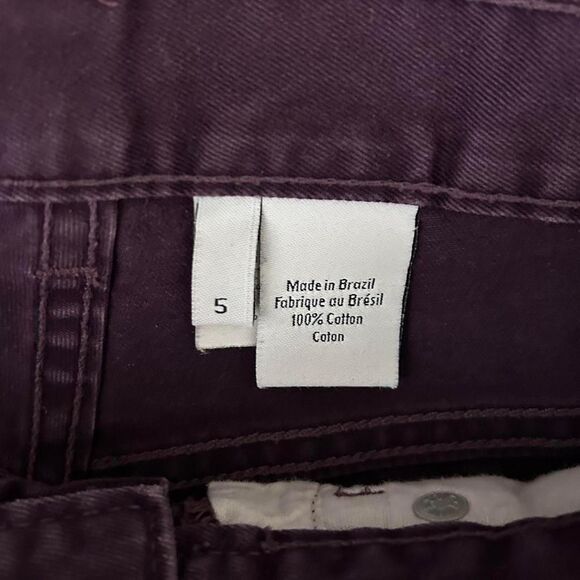 5
Made in Brazil
Fabrique au Brésil
100% Cotton
Coton